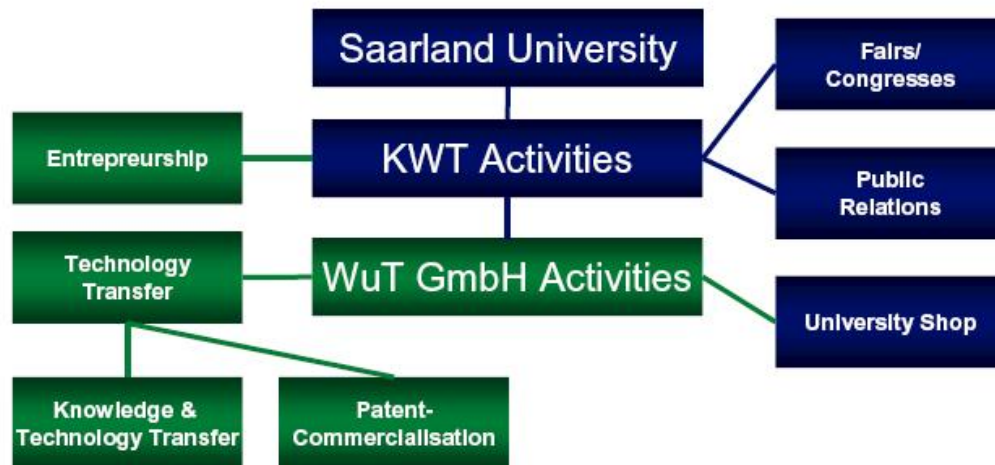 Saarland University
Fairs/
Congresses
Entrepeurship
KWT Activities
Public
Relations
Technology
Transfer
WuT GmbH Activities
University Shop
Knowledge &
Technology Transfer
Patent-
Commercialisation